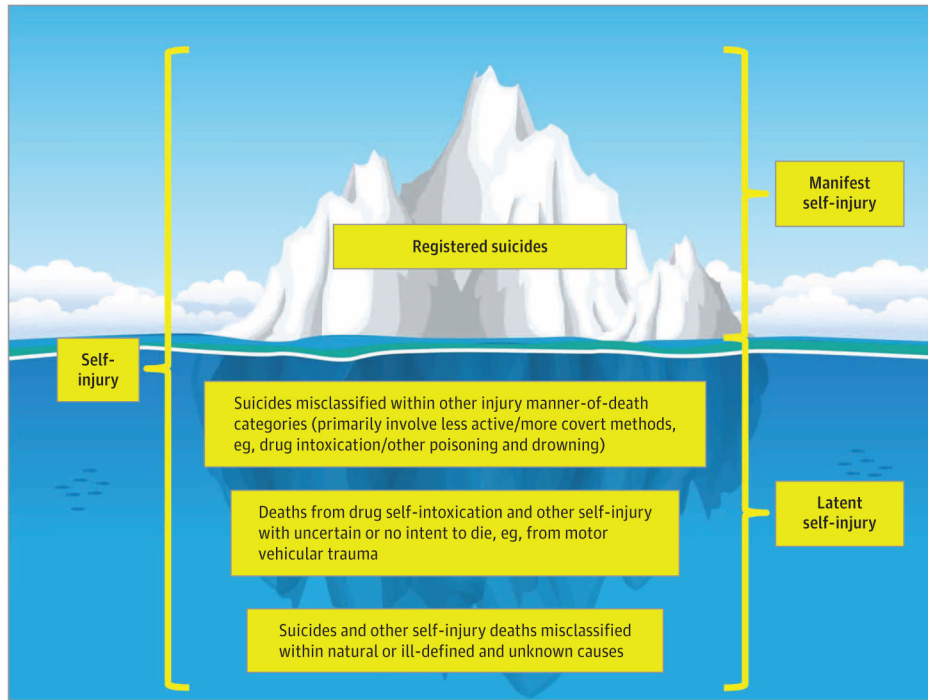 Manifest
self-injury
Registered suicides
Self-
injury
Suicides misclassified within other injury manner-of-death
categories (primarily involve less active/more covert methods,
eg, drug intoxication/other poisoning and drowning)
Deaths from drug self-intoxication and other self-injury
with uncertain or no intent to die, eg, from motor
vehicular trauma
Latent
self-injury
Suicides and other self-injury deaths misclassified
within natural or ill-defined and unknown causes